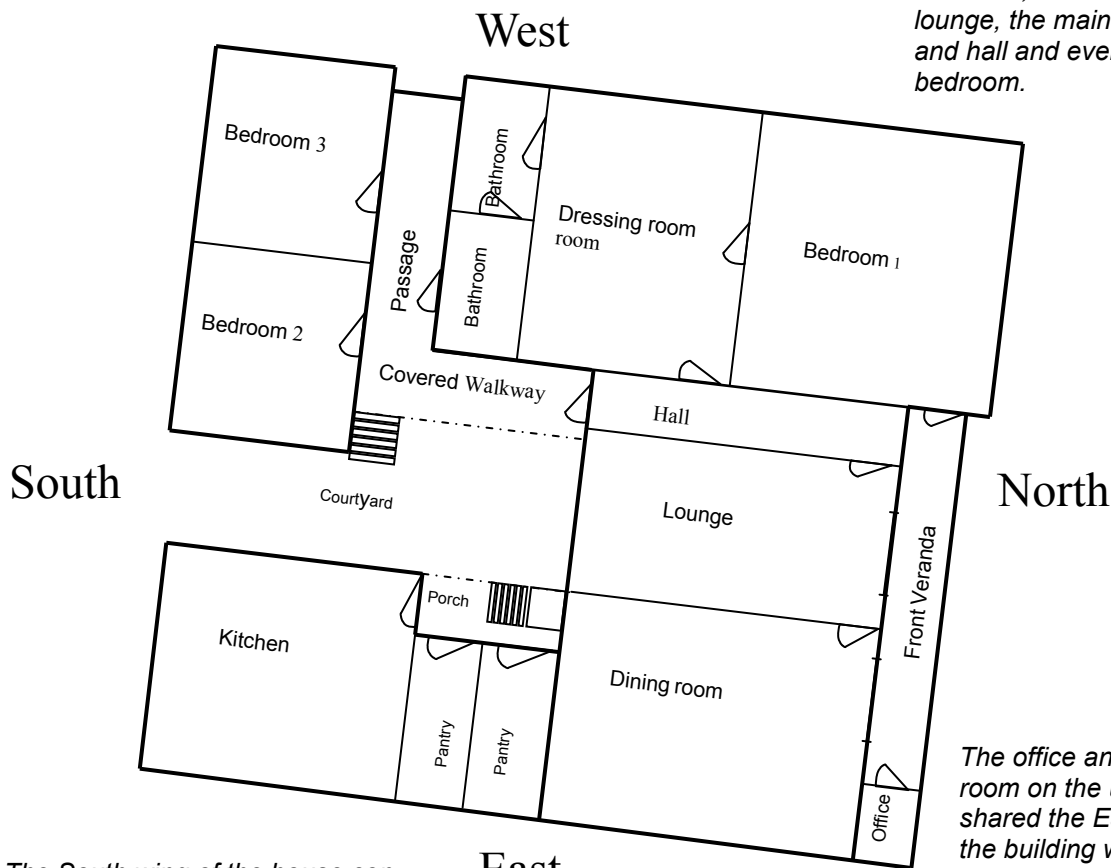 lounge, the main
and hall and eve
bedroom.
West
Bedroom 3
Bathroom
Dressing room
room
Bedroom 1
Passage
Bathroom
Bedroom 2
Covered Walkway
Hall
South
North
Courtyard
Lounge
Front Veranda
Porch
Kitchen
Dining room
Pantry
Pantry
Office
The office an
room on the
shared the E
the building w
The South wing of the house con
East